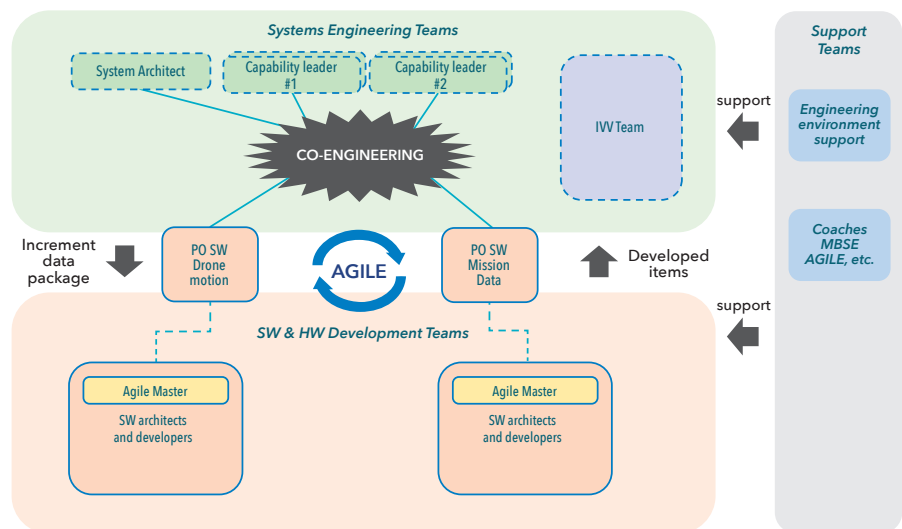 Systems Engineering Teams
System Architect
Capability leader
#1
Capability leader
#2
IVV Team
CO-ENGINEERING
Support
Teams
support
Engineering
environment
support
Coaches
MBSE
AGILE, etc.
Increment
data
package
PO SW
Drone
motion
AGILE
PO SW
Mission
Data
Developed
items
support
SW & HW Development Teams
Agile Master
SW architects
and developers
Agile Master
SW architects
and developers